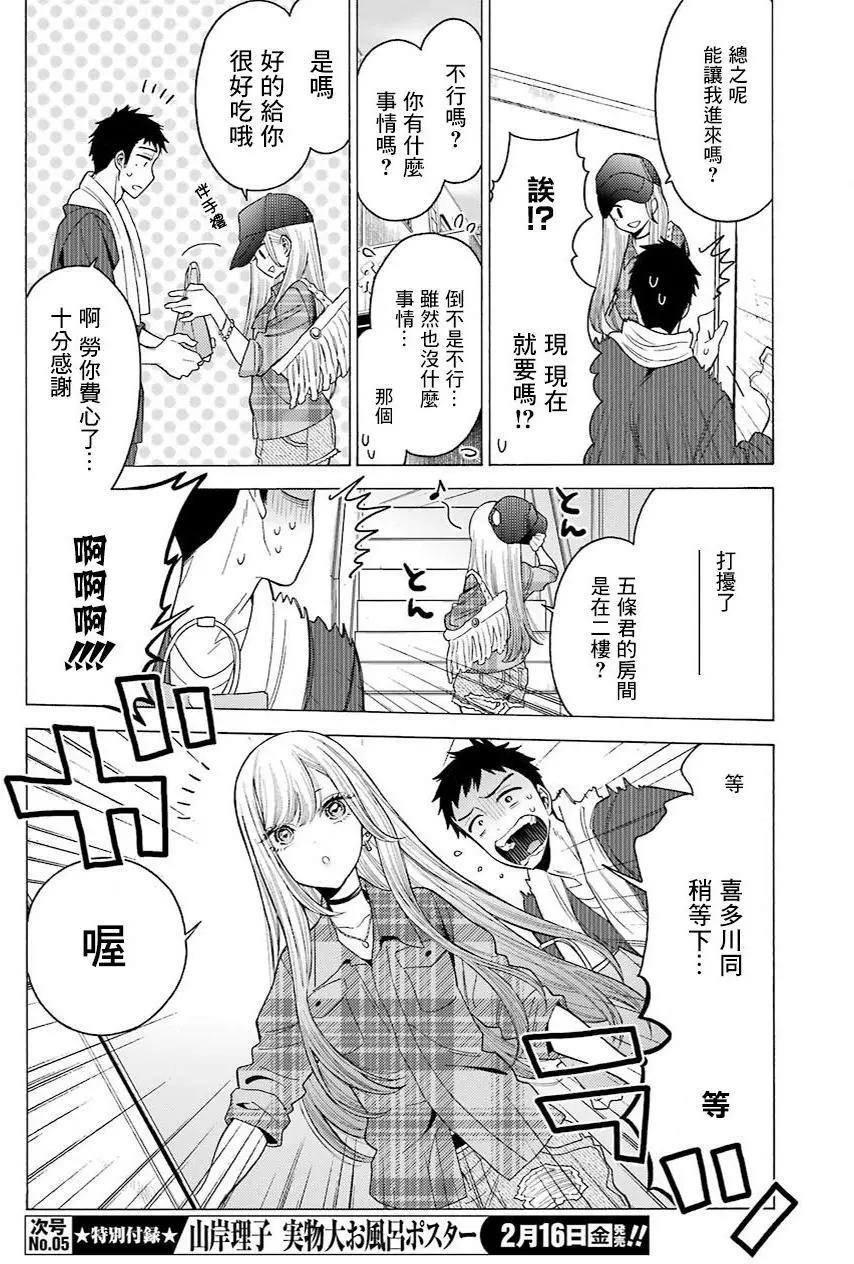 總之呢
能讓我進來嗎?
誒!?
現 現在
就要嗎!?
不行嗎?
你有什麼
事情嗎?
倒不是不行…
雖然也沒什麼
事情…
那個
是嗎
好的給你
很好吃哦
伴手禮
啊 勞你費心了…
十分感謝
打擾了
五條君的房間
是在二樓?
とん
とん
等
喜多川同
稍等下…
等
喔
次号
No.05
★特別付録★
山岸理子 実物大お風呂ポスター
2月16日金発売!!